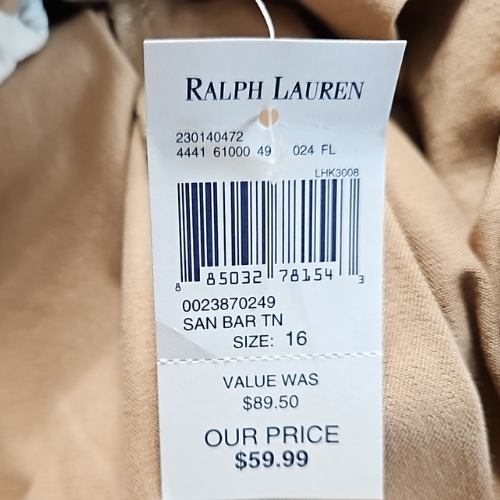 RALPH LAUREN
230140472
4441 61000 49 024 FL
LHK3008
8 85032 78154 3
0023870249
SAN BAR TN
SIZE: 16
VALUE WAS
$89.50
OUR PRICE
$59.99